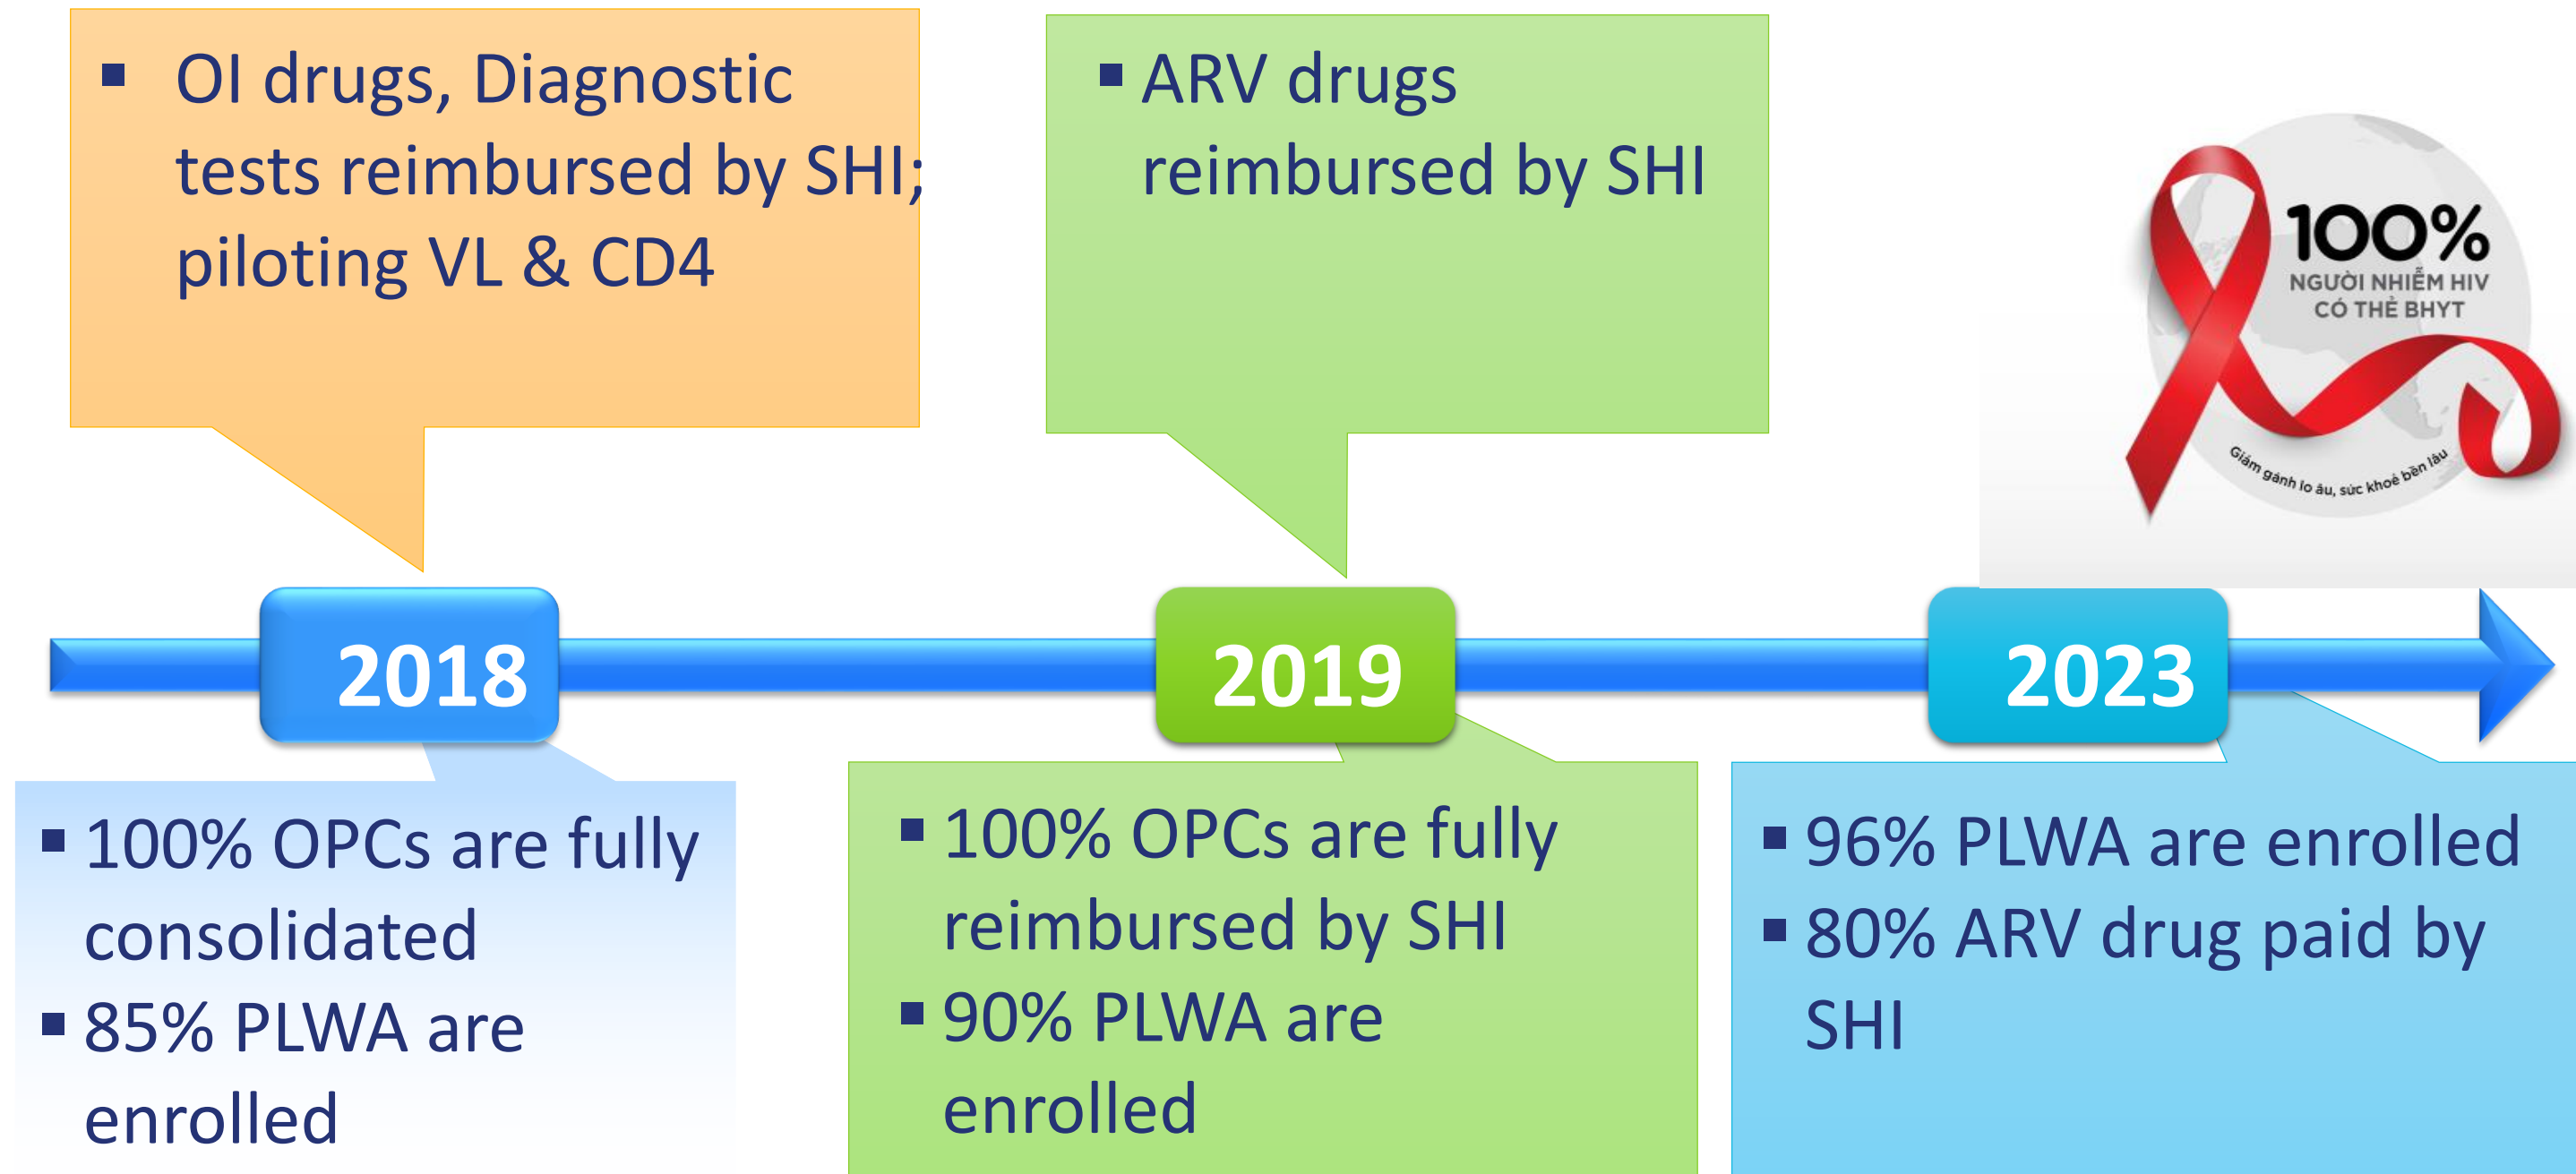 ▪ OI drugs, Diagnostic
tests reimbursed by SHI;
piloting VL & CD4
▪ ARV drugs
reimbursed by SHI
100%
NGƯỜI NHIỄM HIV
CÓ THẺ BHYT
Giảm gánh lo âu, sức khoẻ bền lâu
2018
2019
2023
▪ 100% OPCs are fully
consolidated
▪ 85% PLWA are
enrolled
▪ 100% OPCs are fully
reimbursed by SHI
▪ 90% PLWA are
enrolled
▪ 96% PLWA are enrolled
▪ 80% ARV drug paid by
SHI